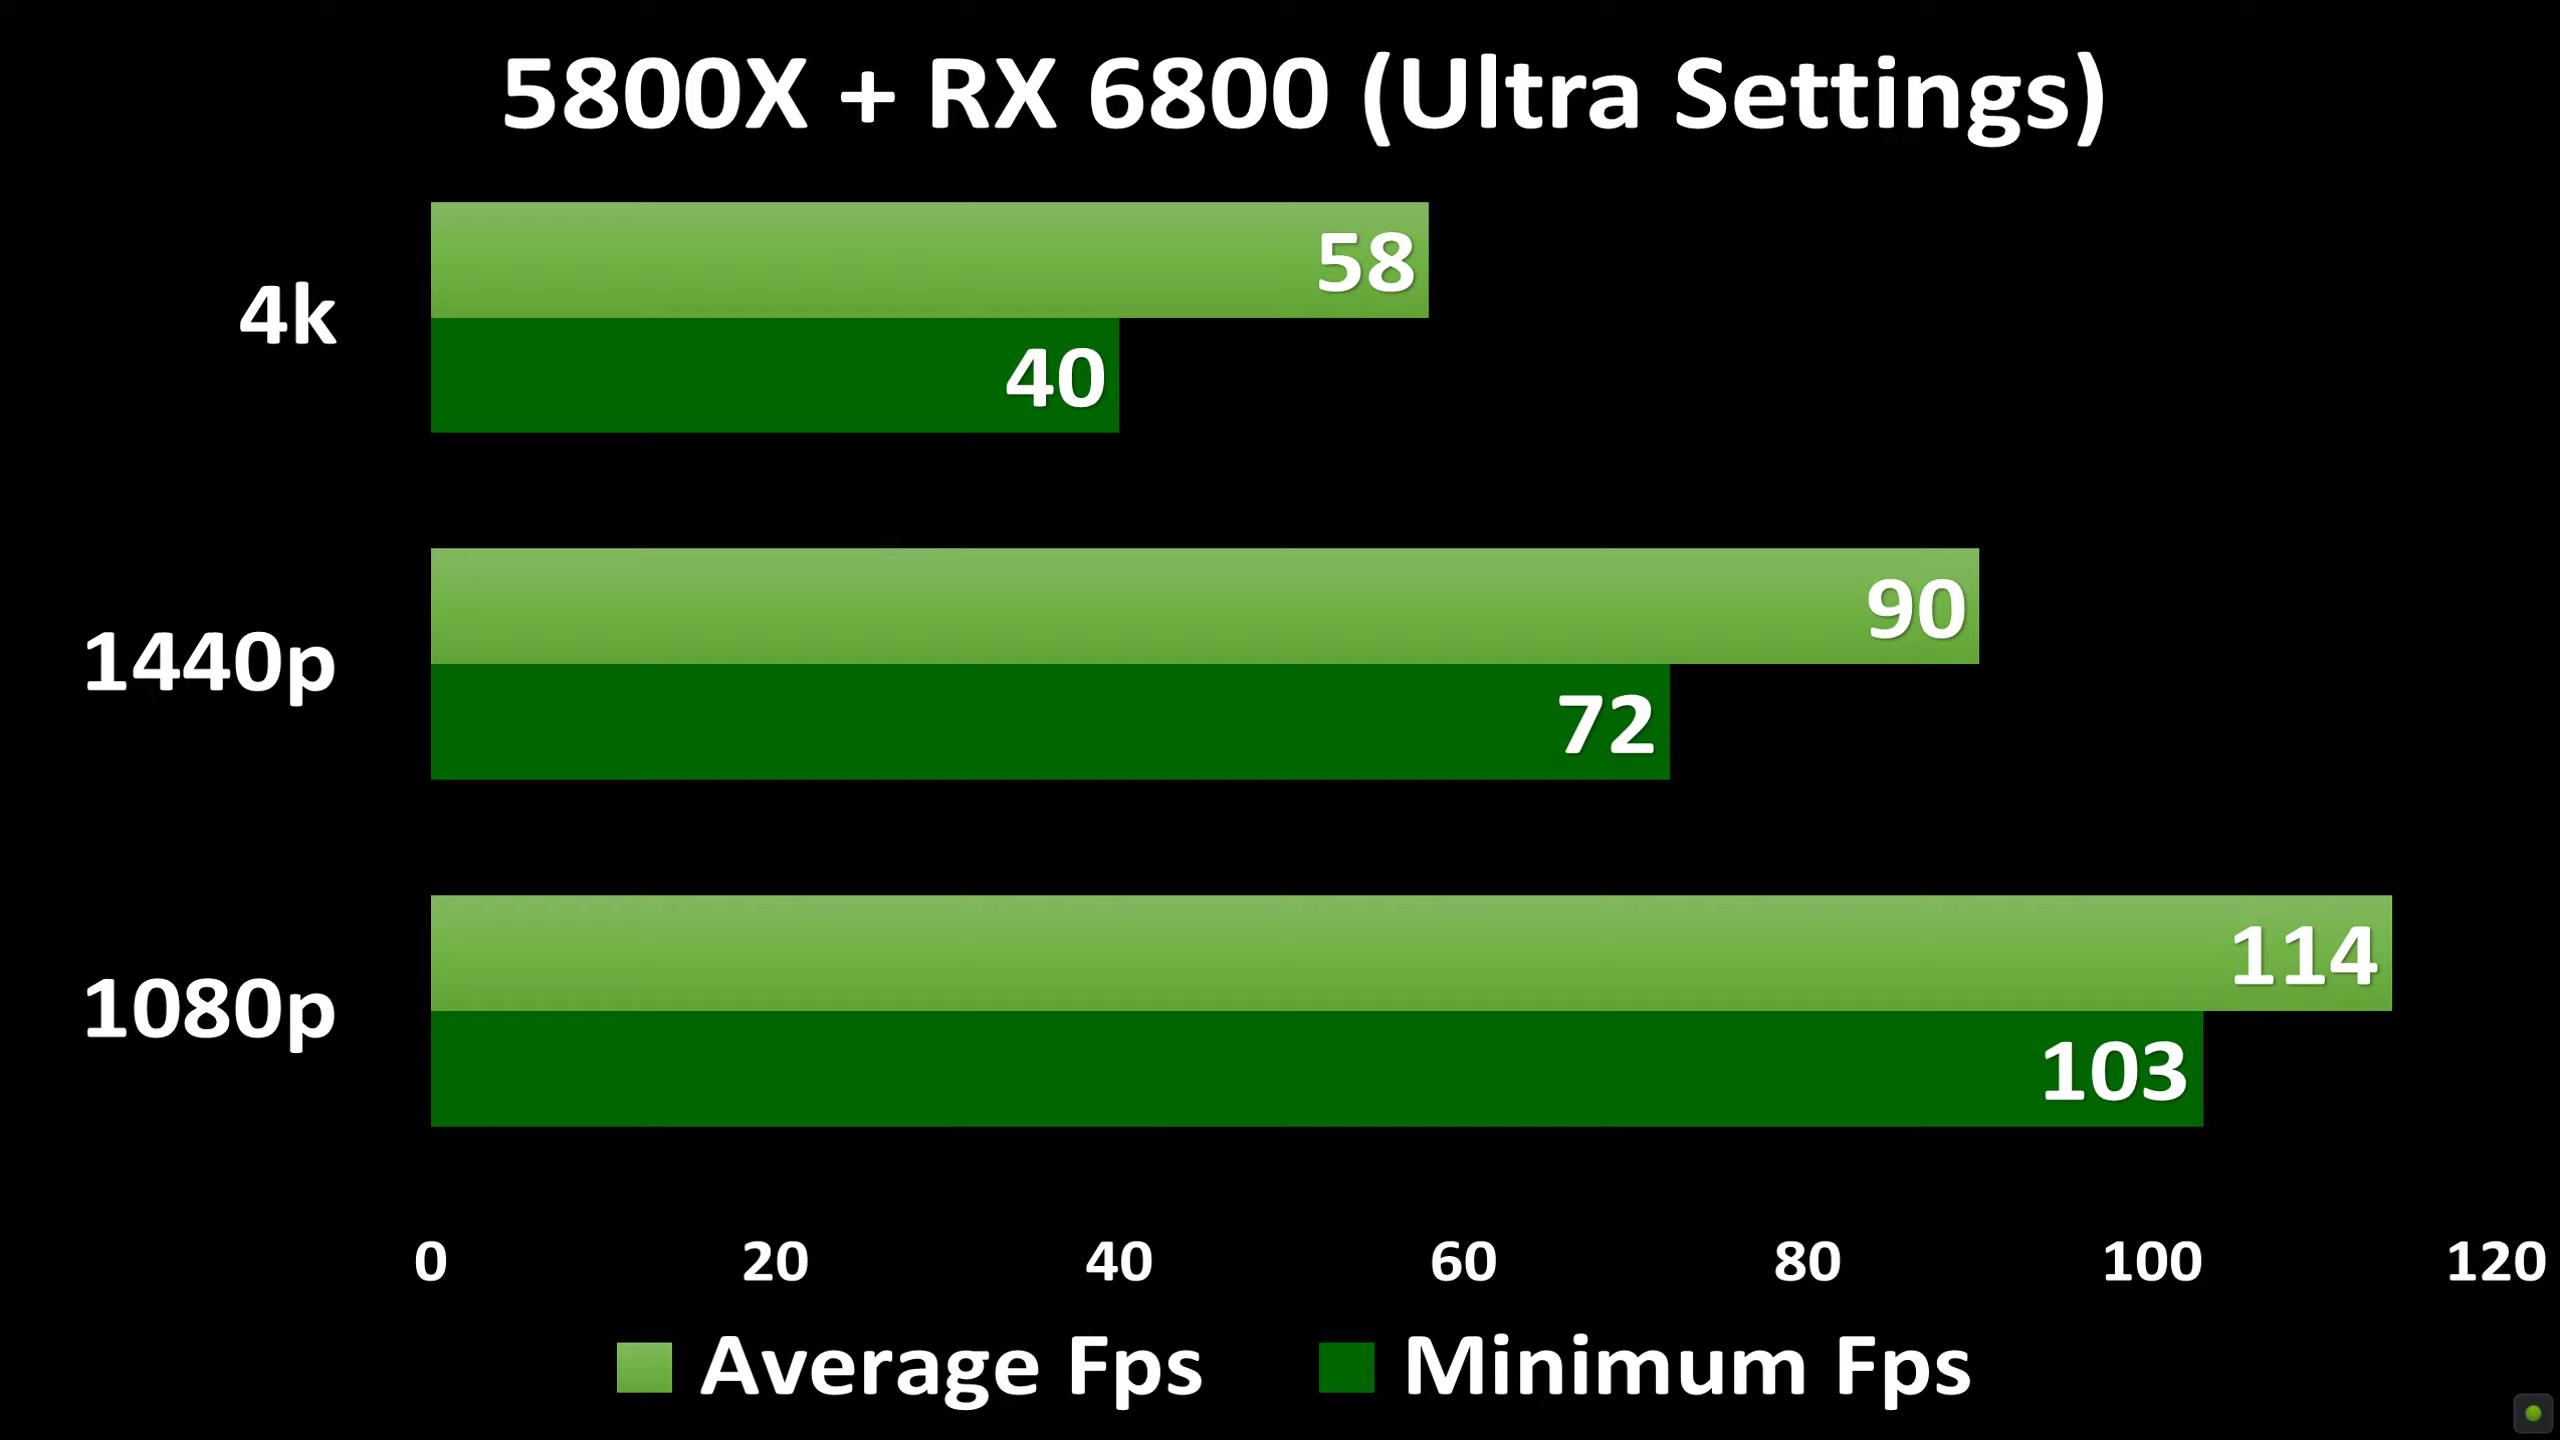 5800X + RX 6800 (Ultra Settings)
4k
58
40
1440p
90
72
1080p
114
103
0 20 40 60 80 100 120
Average Fps Minimum Fps